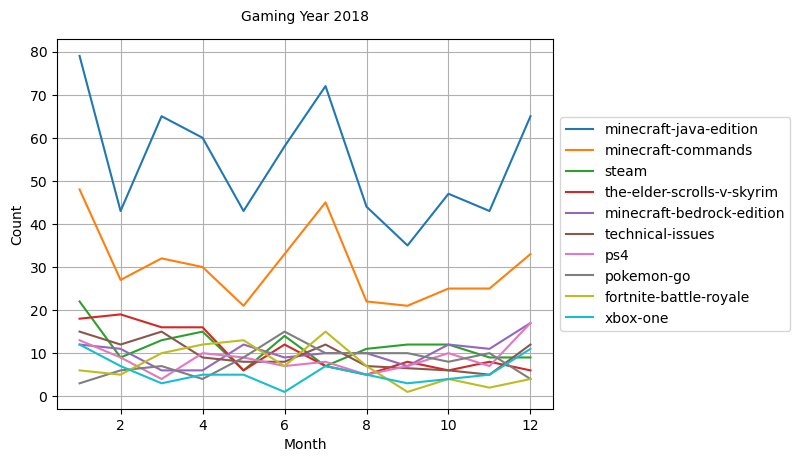 Gaming Year 2018
80
70
60
50
40
30
20
10
0
Count
2 4 6 8 10 12
Month
minecraft-java-edition
minecraft-commands
steam
the-elder-scrolls-v-skyrim
minecraft-bedrock-edition
technical-issues
ps4
pokemon-go
fortnite-battle-royale
xbox-one